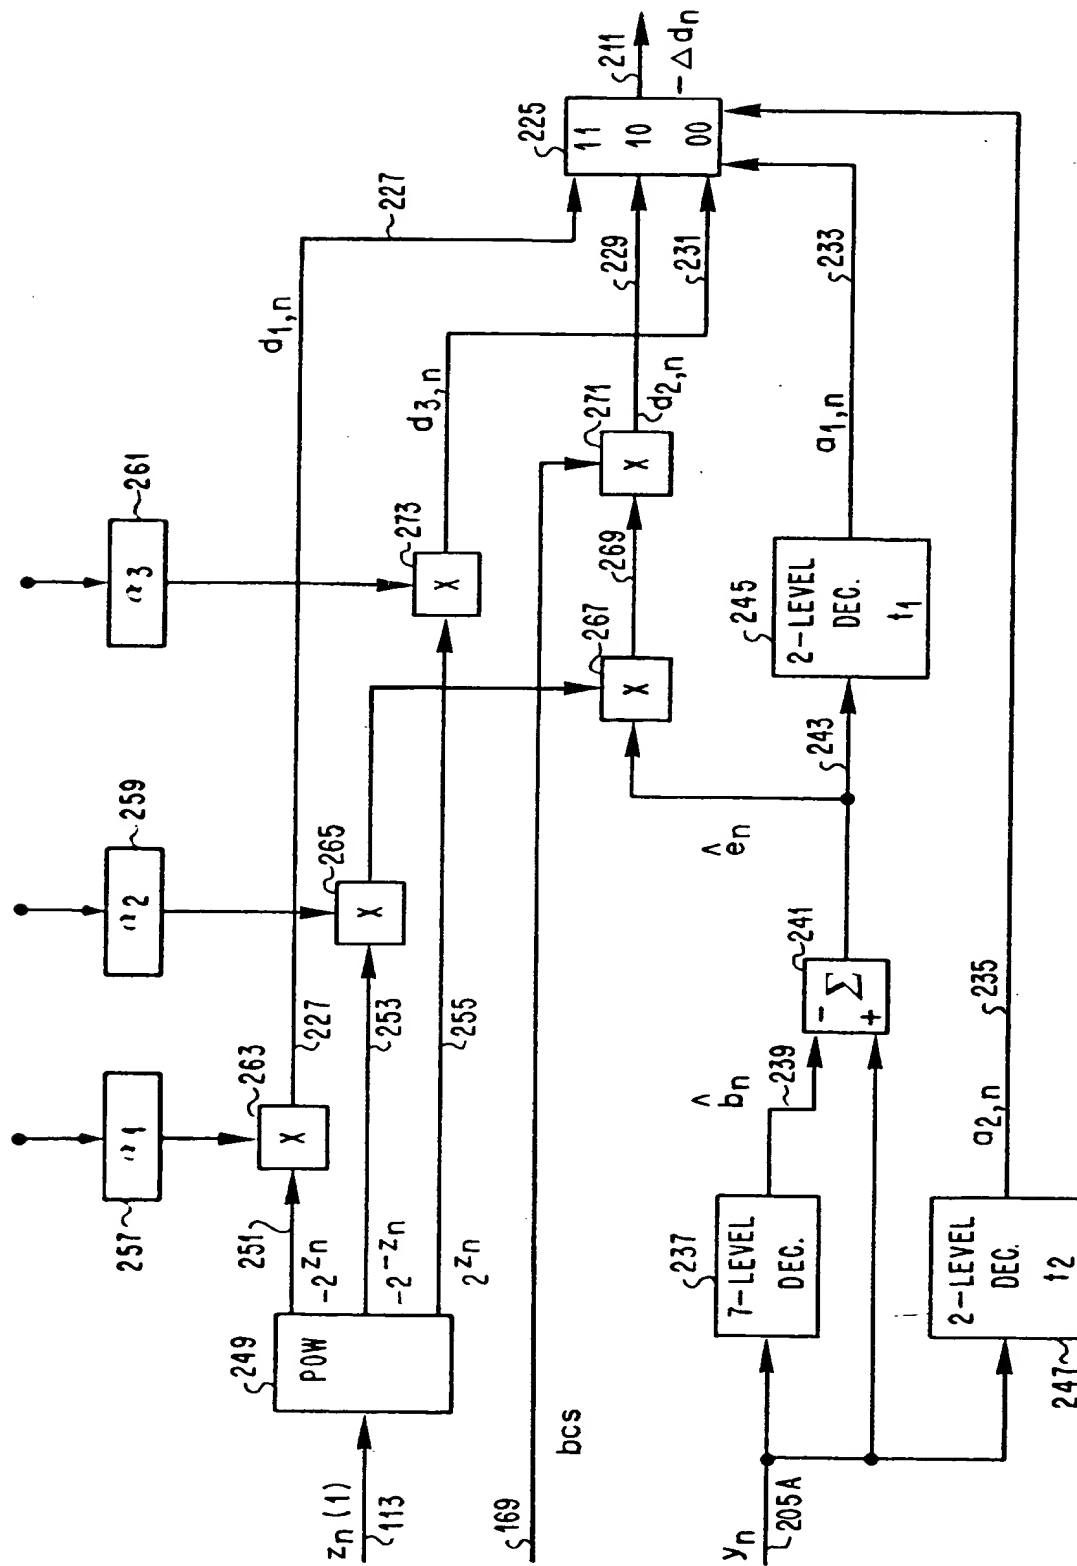 257
α1
259
α2
261
α3
263
X
227
d1,n
227
251
-2^zn
249
POW
zn (1)
113
265
X
253
-2^-zn
273
X
d3,n
255
2^zn
225
11
10
00
211
-Δdn
229
231
bcs
169
267
X
269
271
X
d2,n
ên
243
245
2-LEVEL
DEC.
t1
a1,n
233
237
7-LEVEL
DEC.
b̂n
239
241
-
Σ
+
yn
205A
247
2-LEVEL
DEC.
t2
a2,n
235